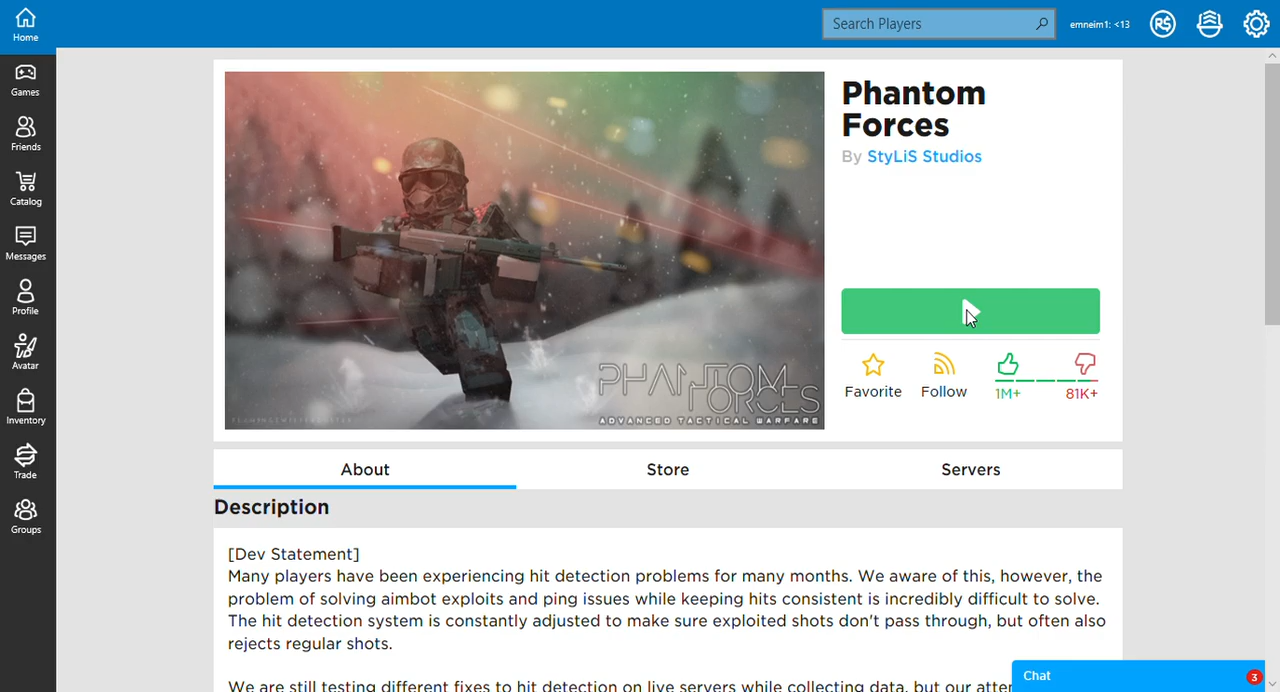 Home
Search Players
emneim1: <13
Games
Friends
Catalog
Messages
Profile
Avatar
Inventory
Trade
Groups
PHANTOM
FORCES
ADVANCED TACTICAL WARFARE
Phantom
Forces
By StyLiS Studios
Favorite
Follow
1M+
81K+
About
Store
Servers
Description
[Dev Statement]
Many players have been experiencing hit detection problems for many months. We aware of this, however, the
problem of solving aimbot exploits and ping issues while keeping hits consistent is incredibly difficult to solve.
The hit detection system is constantly adjusted to make sure exploited shots don't pass through, but often also
rejects regular shots.
We are still testing different fixes to hit detection on live servers while collecting data, but our
Chat
3